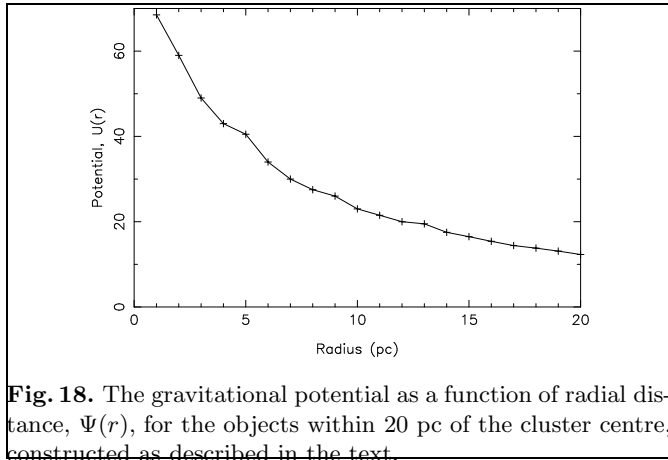 60
40
20
0
Potential, U(r)
0 5 10 15 20
Radius (pc)
Fig. 18. The gravitational potential as a function of radial dis-
tance, Ψ(r), for the objects within 20 pc of the cluster centre,
constructed as described in the text.